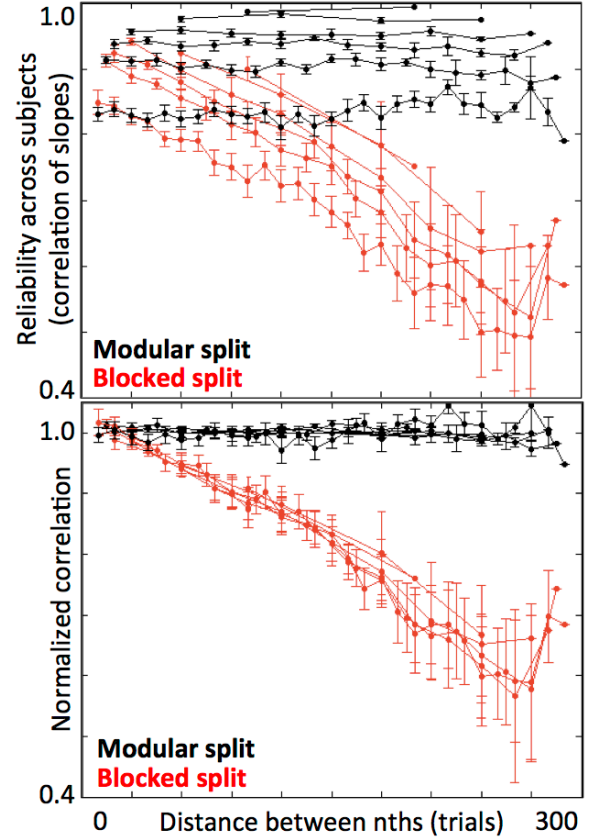 1.0
Reliability across subjects
(correlation of slopes)
Modular split
Blocked split
0.4
1.0
Normalized correlation
Modular split
Blocked split
0.4
0 Distance between nths (trials) 300